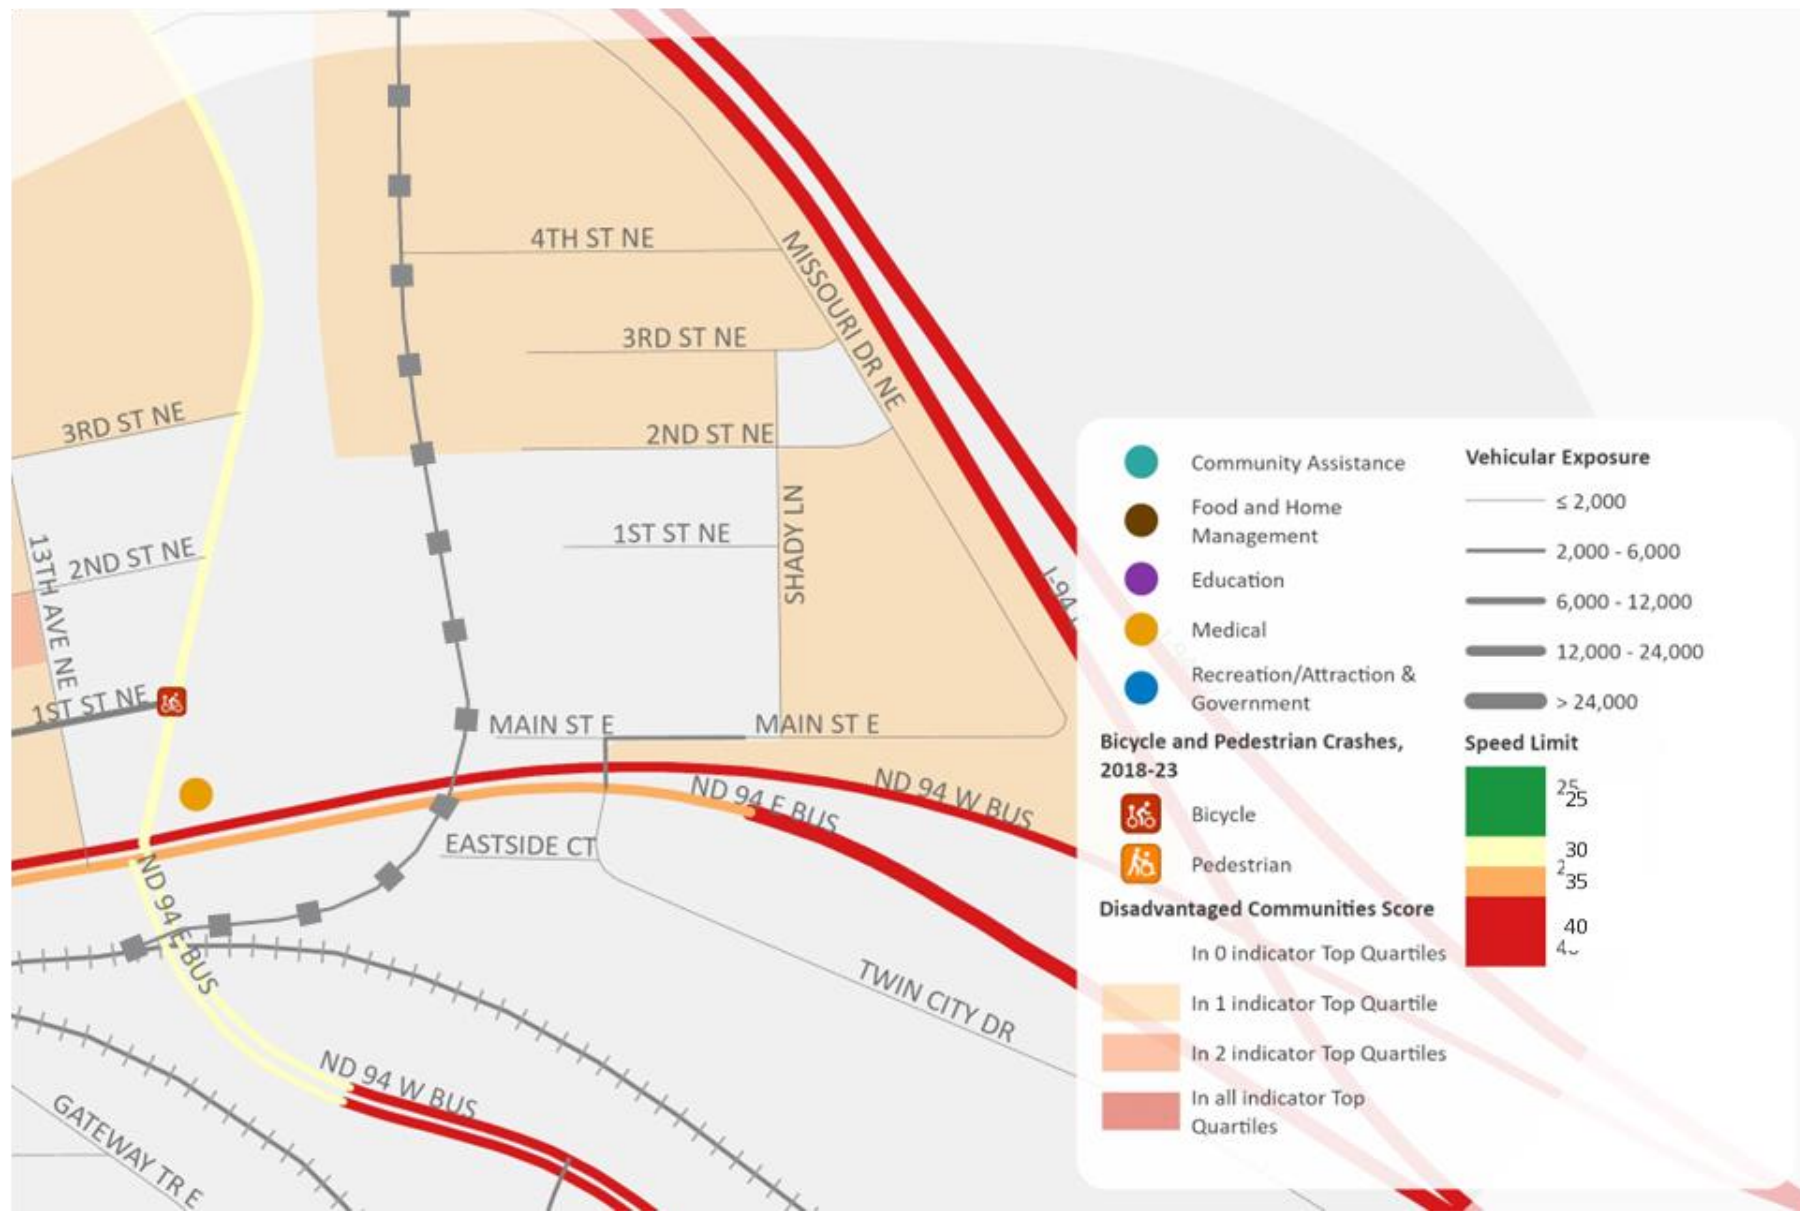 4TH ST NE
MISSOURI DR NE
3RD ST NE
3RD ST NE
2ND ST NE
SHADY LN
1ST ST NE
13TH AVE NE
2ND ST NE
I-94
1ST ST NE
MAIN ST E
MAIN ST E
ND 94 E BUS
ND 94 W BUS
EASTSIDE CT
ND 94 E BUS
TWIN CITY DR
ND 94 W BUS
GATEWAY TR E
Community Assistance
Food and Home
Management
Education
Medical
Recreation/Attraction &
Government
Bicycle and Pedestrian Crashes,
2018-23
Bicycle
Pedestrian
Disadvantaged Communities Score
In 0 indicator Top Quartiles
In 1 indicator Top Quartile
In 2 indicator Top Quartiles
In all indicator Top
Quartiles
Vehicular Exposure
≤ 2,000
2,000 - 6,000
6,000 - 12,000
12,000 - 24,000
> 24,000
Speed Limit
25
25
30
2
35
40